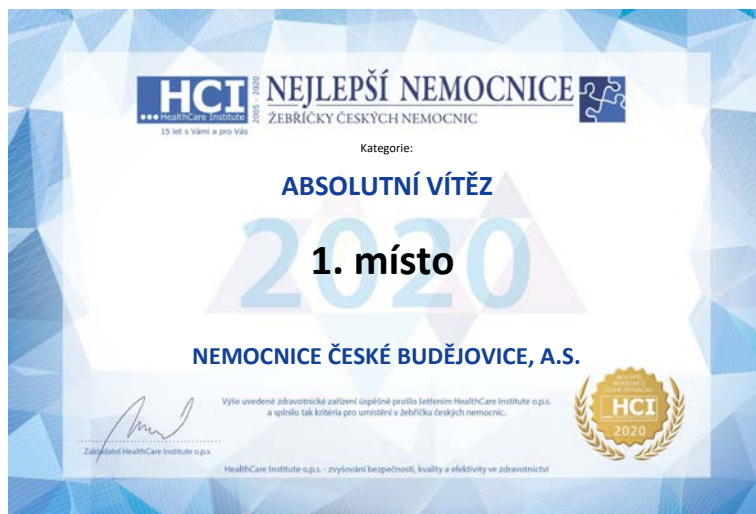 HCI
HealthCare Institute
2005 - 2020
15 let s Vámi a pro Vás
NEJLEPŠÍ NEMOCNICE
ŽEBŘÍČKY ČESKÝCH NEMOCNIC
Kategorie:
ABSOLUTNÍ VÍTĚZ
2020
1. místo
NEMOCNICE ČESKÉ BUDĚJOVICE, A.S.
Výše uvedené zdravotnické zařízení úspěšně prošlo šetřením HealthCare Institute o.p.s.
a splnilo tak kritéria pro umístění v žebříčku českých nemocnic.
Zakladatel HealthCare Institute o.p.s.
NEJLEPŠÍ
NEMOCNICE
HCI
2020
HealthCare Institute o.p.s. - zvyšování bezpečnosti, kvality a efektivity ve zdravotnictví